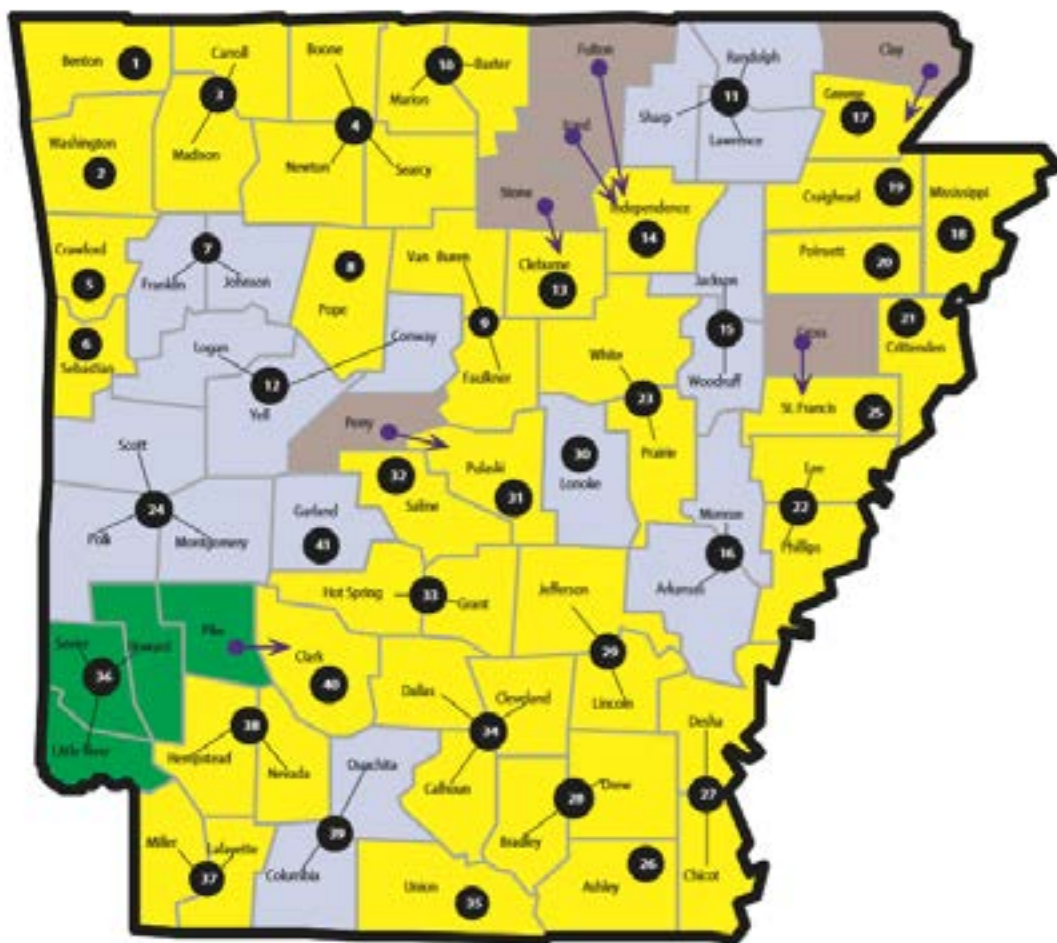 Benton
1
Carroll
3
Madison
Boone
4
Newton
Searcy
10
Baxter
Marion
Fulton
Izard
Stone
Randolph
11
Sharp
Lawrence
Clay
Greene
17
Washington
2
Craighead
19
Mississippi
18
Independence
14
Crawford
5
7
Franklin
Johnson
8
Pope
Van Buren
9
Faulkner
Cleburne
13
Poinsett
20
Jackson
15
Woodruff
Cross
21
Crittenden
6
Sebastian
Logan
12
Conway
Yell
White
23
Prairie
St. Francis
25
Perry
Scott
24
Polk
Montgomery
32
Saline
Pulaski
31
30
Lonoke
Lee
22
Phillips
Garland
41
Monroe
16
Arkansas
Hot Spring
33
Grant
Jefferson
29
Lincoln
Sevier
Howard
36
Little River
Pike
Clark
40
Dallas
Cleveland
34
Calhoun
Desha
27
Chicot
38
Hempstead
Nevada
Ouachita
39
Columbia
Drew
28
Bradley
Miller
Lafayette
37
Union
35
Ashley
26